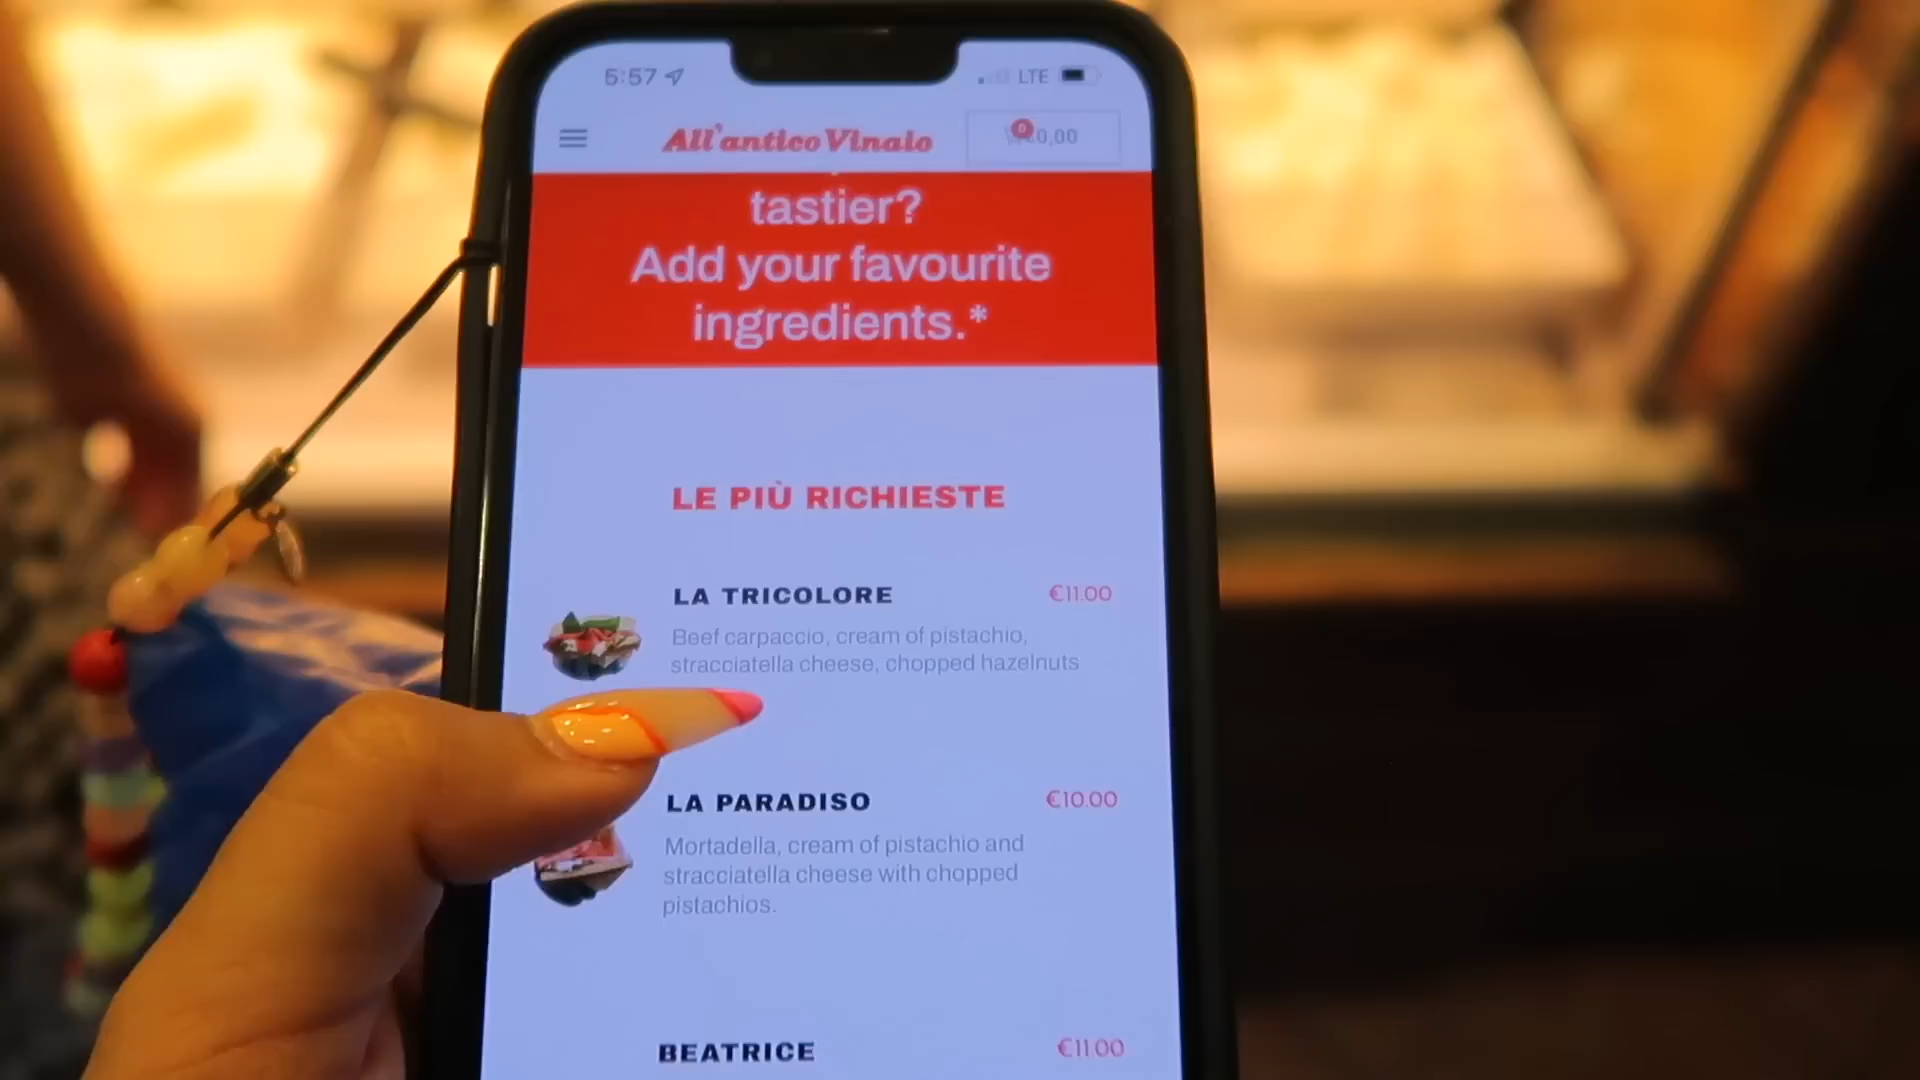 5:57
LTE
All'antico Vinaio
0
0,00
tastier?
Add your favourite
ingredients.*
LE PIÙ RICHIESTE
LA TRICOLORE
€11.00
Beef carpaccio, cream of pistachio,
stracciatella cheese, chopped hazelnuts
LA PARADISO
€10.00
Mortadella, cream of pistachio and
stracciatella cheese with chopped
pistachios.
BEATRICE
€11.00